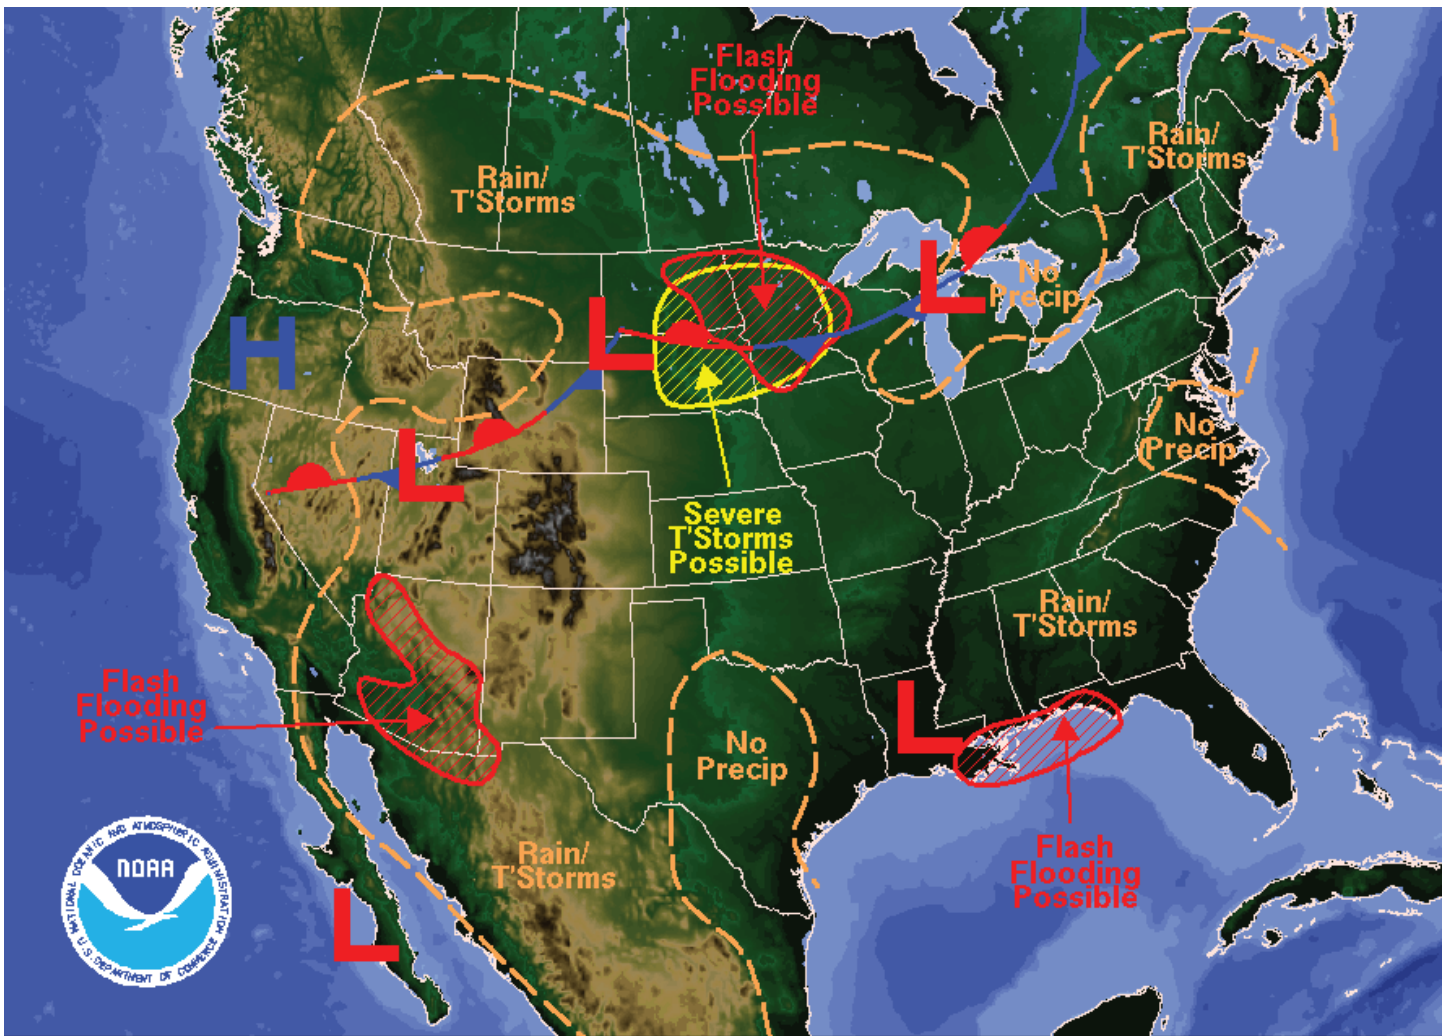 Flash
Flooding
Possible
Rain/
T'Storms
Rain/
T'Storms
L
No
Precip
L
H
L
No
Precip
Severe
T'Storms
Possible
Rain/
T'Storms
Flash
Flooding
Possible
L
No
Precip
Rain/
T'Storms
Flash
Flooding
Possible
L
NATIONAL OCEANIC AND ATMOSPHERIC ADMINISTRATION
NOAA
U.S. DEPARTMENT OF COMMERCE